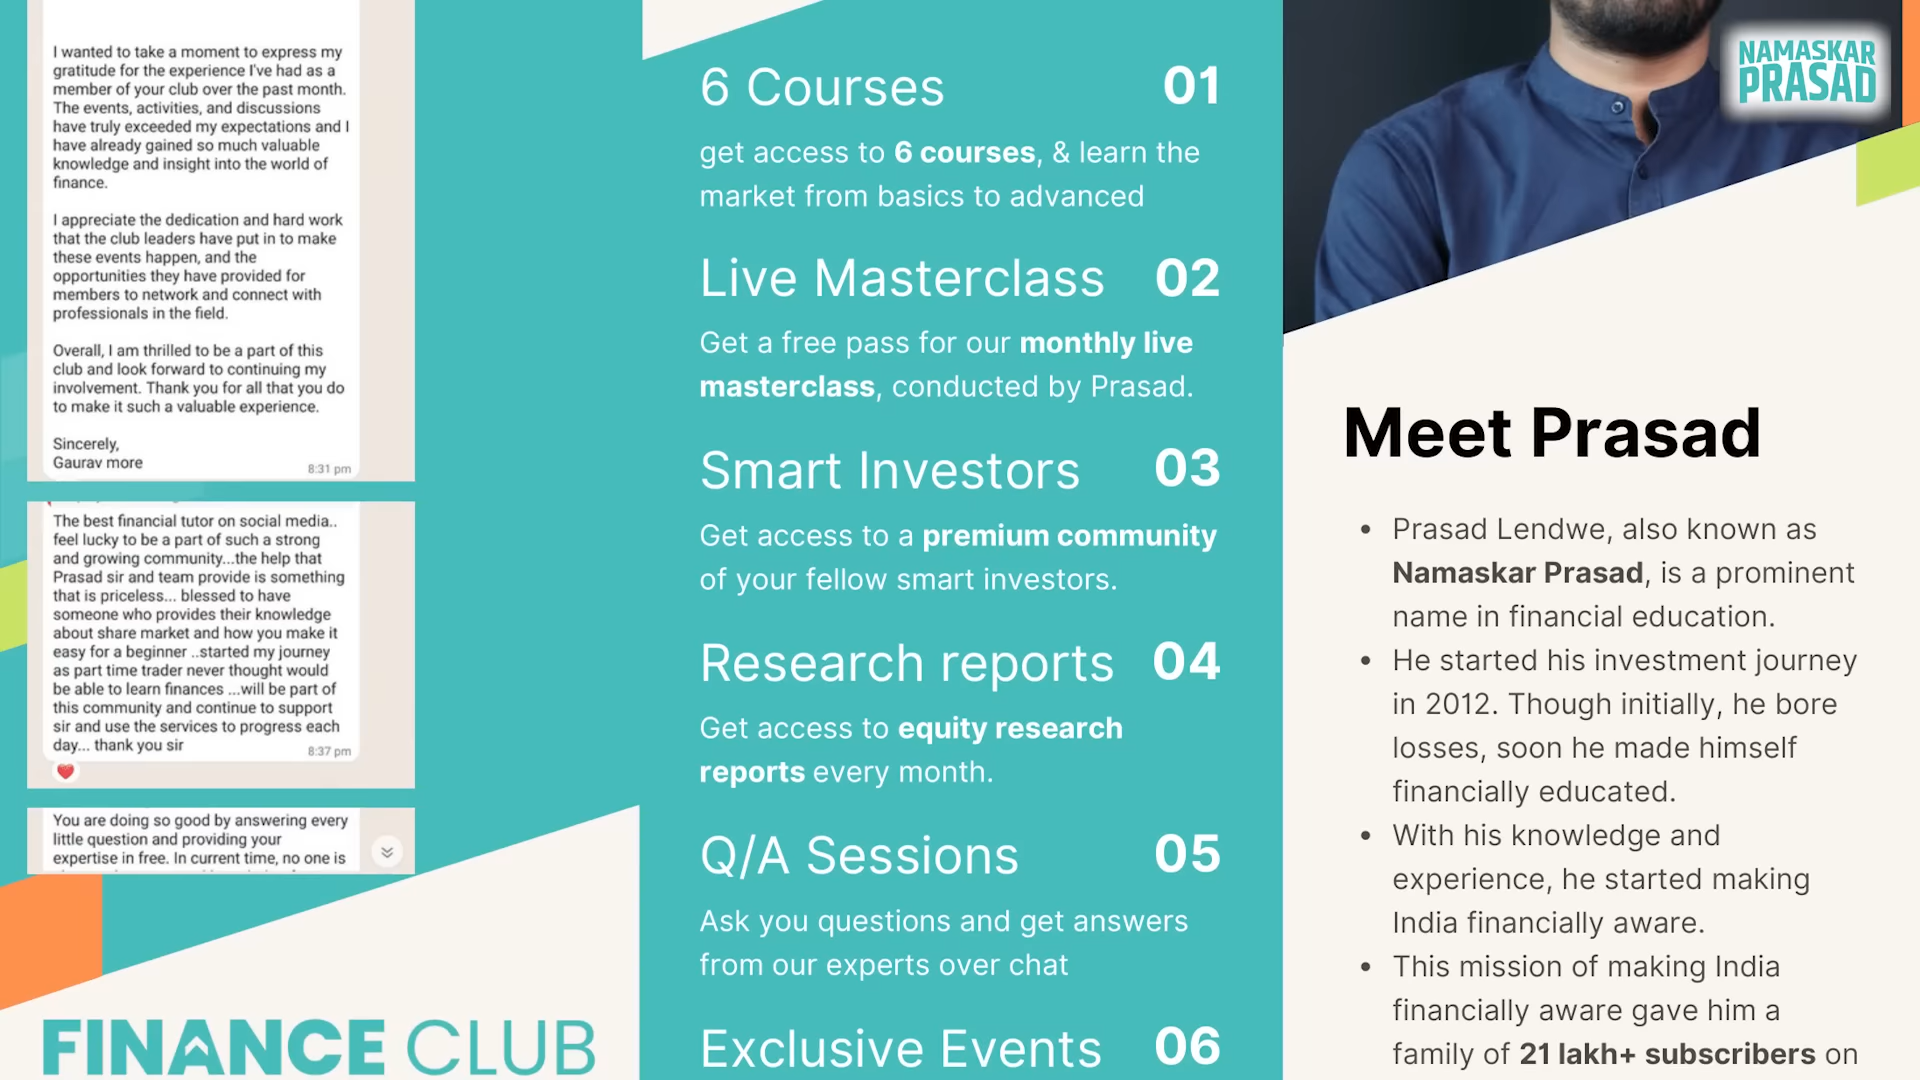 I wanted to take a moment to express my
gratitude for the experience I've had as a
member of your club over the past month.
The events, activities, and discussions
have truly exceeded my expectations and I
have already gained so much valuable
knowledge and insight into the world of
finance.
I appreciate the dedication and hard work
that the club leaders have put in to make
these events happen, and the
opportunities they have provided for
members to network and connect with
professionals in the field.
Overall, I am thrilled to be a part of this
club and look forward to continuing my
involvement. Thank you for all that you do
to make it such a valuable experience.
Sincerely,
Gaurav more
8:31 pm
The best financial tutor on social media..
feel lucky to be a part of such a strong
and growing community...the help that
Prasad sir and team provide is something
that is priceless... blessed to have
someone who provides their knowledge
about share market and how you make it
easy for a beginner ..started my journey
as part time trader never thought would
be able to learn finances ...will be part of
this community and continue to support
sir and use the services to progress each
day... thank you sir
8:37 pm
You are doing so good by answering every
little question and providing your
expertise in free. In current time, no one is
FINANCE CLUB
6 Courses 01
get access to 6 courses, & learn the
market from basics to advanced
Live Masterclass 02
Get a free pass for our monthly live
masterclass, conducted by Prasad.
Smart Investors 03
Get access to a premium community
of your fellow smart investors.
Research reports 04
Get access to equity research
reports every month.
Q/A Sessions 05
Ask you questions and get answers
from our experts over chat
Exclusive Events 06
NAMASKAR
PRASAD
Meet Prasad
• Prasad Lendwe, also known as
Namaskar Prasad, is a prominent
name in financial education.
• He started his investment journey
in 2012. Though initially, he bore
losses, soon he made himself
financially educated.
• With his knowledge and
experience, he started making
India financially aware.
• This mission of making India
financially aware gave him a
family of 21 lakh+ subscribers on